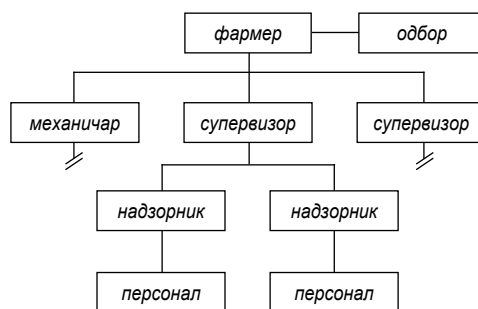 фармер
одбор
механичар
супервизор
супервизор
надзорник
надзорник
персонал
персонал